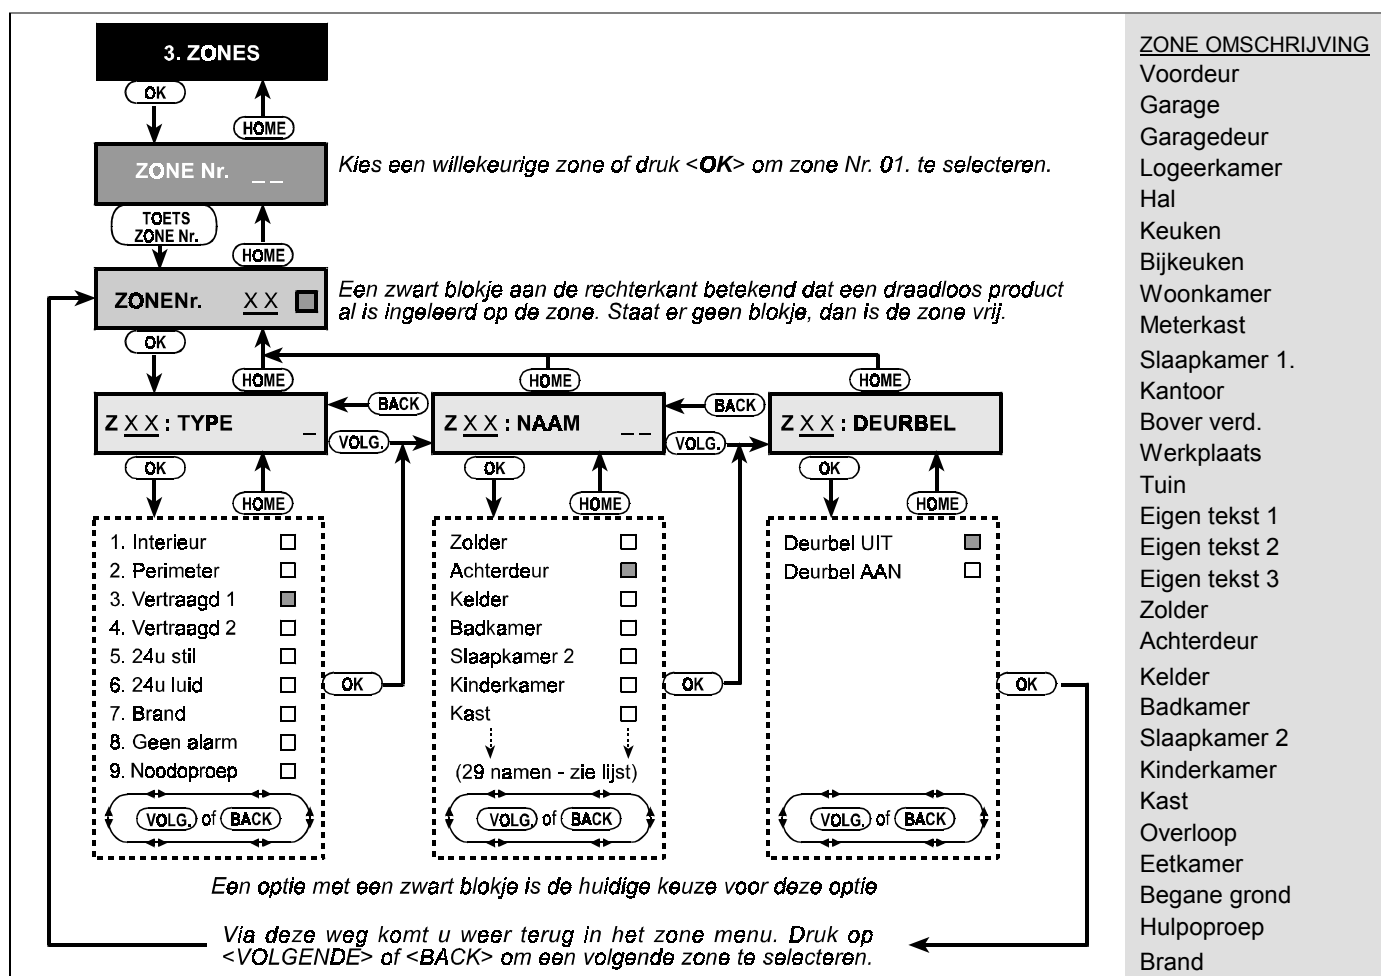 3. ZONES
OK
HOME
ZONE Nr. _ _
Kies een willekeurige zone of druk <OK> om zone Nr. 01. te selecteren.
TOETS
ZONE Nr.
HOME
ZONENr. X X
Een zwart blokje aan de rechterkant betekend dat een draadloos product
al is ingeleerd op de zone. Staat er geen blokje, dan is de zone vrij.
OK
HOME
HOME
HOME
Z X X : TYPE _
BACK
VOLG.
Z X X : NAAM _ _
BACK
VOLG.
Z X X : DEURBEL
OK
HOME
OK
HOME
OK
HOME
1. Interieur
2. Perimeter
3. Vertraagd 1
4. Vertraagd 2
5. 24u stil
6. 24u luid
7. Brand
8. Geen alarm
9. Noodoproep
VOLG. of BACK
OK
Zolder
Achterdeur
Kelder
Badkamer
Slaapkamer 2
Kinderkamer
Kast
(29 namen - zie lijst)
VOLG. of BACK
OK
Deurbel UIT
Deurbel AAN
VOLG. of BACK
OK
Een optie met een zwart blokje is de huidige keuze voor deze optie
Via deze weg komt u weer terug in het zone menu. Druk op
<VOLGENDE> of <BACK> om een volgende zone te selecteren.
ZONE OMSCHRIJVING
Voordeur
Garage
Garagedeur
Logeerkamer
Hal
Keuken
Bijkeuken
Woonkamer
Meterkast
Slaapkamer 1.
Kantoor
Bover verd.
Werkplaats
Tuin
Eigen tekst 1
Eigen tekst 2
Eigen tekst 3
Zolder
Achterdeur
Kelder
Badkamer
Slaapkamer 2
Kinderkamer
Kast
Overloop
Eetkamer
Begane grond
Hulpoproep
Brand